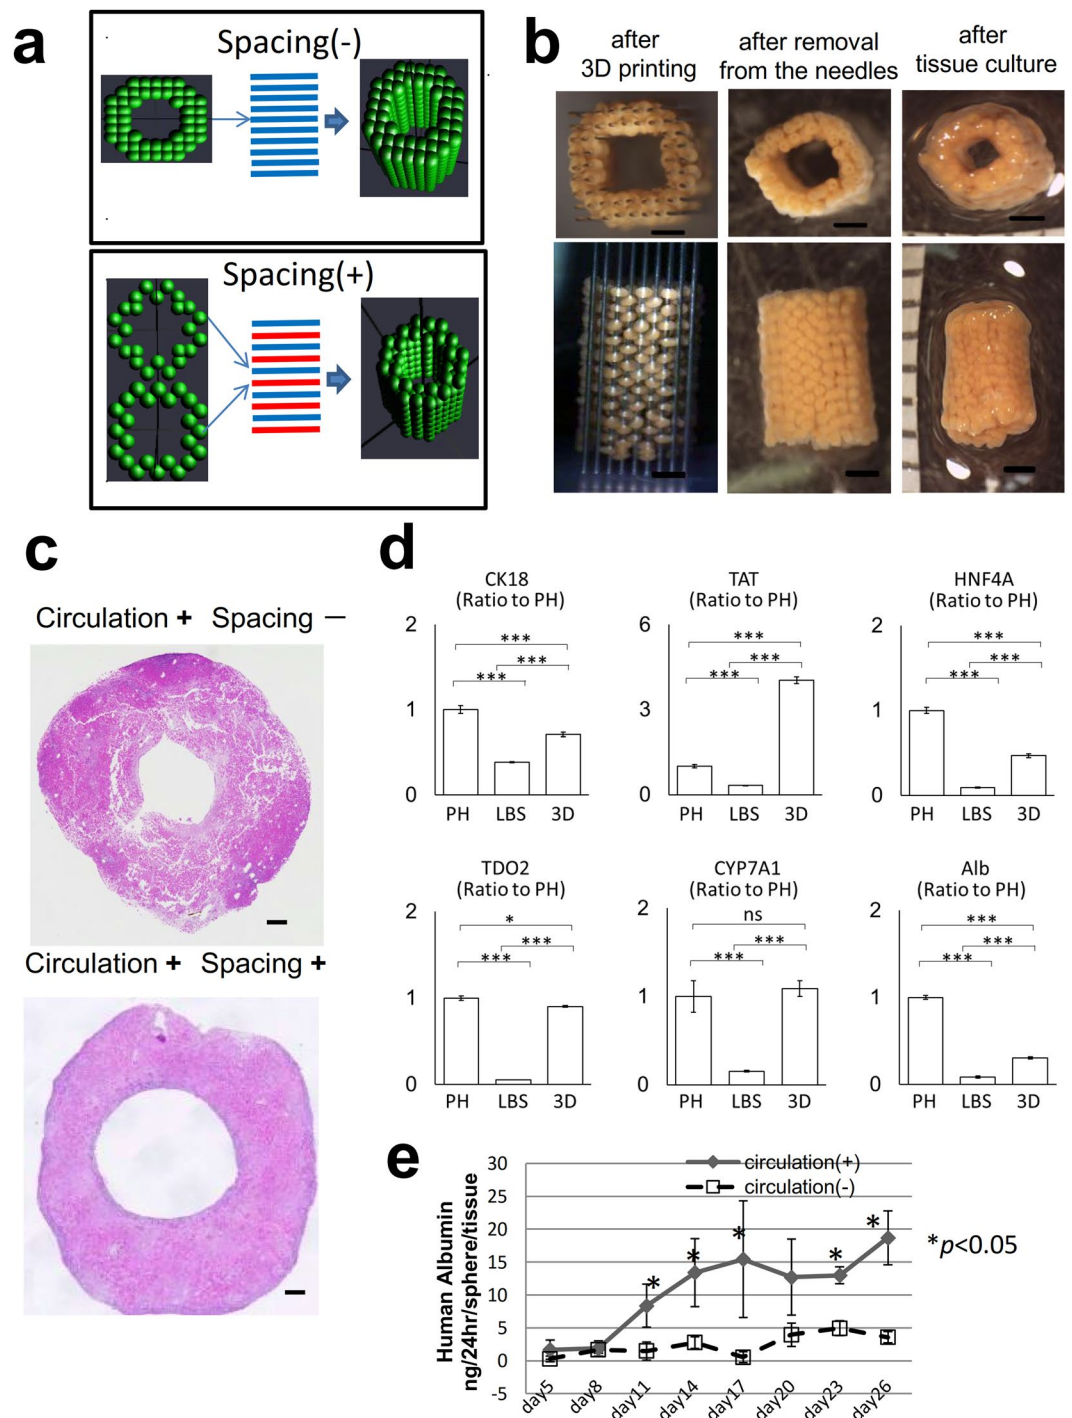 a
Spacing(-)
Spacing(+)
b
after
3D printing
after removal
from the needles
after
tissue culture
c
Circulation + Spacing −
Circulation + Spacing +
d
CK18
(Ratio to PH)
2
1
0
***
***
***
PH LBS 3D
TAT
(Ratio to PH)
6
3
0
***
***
***
PH LBS 3D
HNF4A
(Ratio to PH)
2
1
0
***
***
***
PH LBS 3D
TDO2
(Ratio to PH)
2
1
0
*
***
***
PH LBS 3D
CYP7A1
(Ratio to PH)
2
1
0
ns
***
***
PH LBS 3D
Alb
(Ratio to PH)
2
1
0
***
***
***
PH LBS 3D
e
Human Albumin
ng/24hr/sphere/tissue
30
25
20
15
10
5
0
-5
circulation(+)
circulation(-)
*
*
*
*
*
*p<0.05
day5 day8 day11 day14 day17 day20 day23 day26